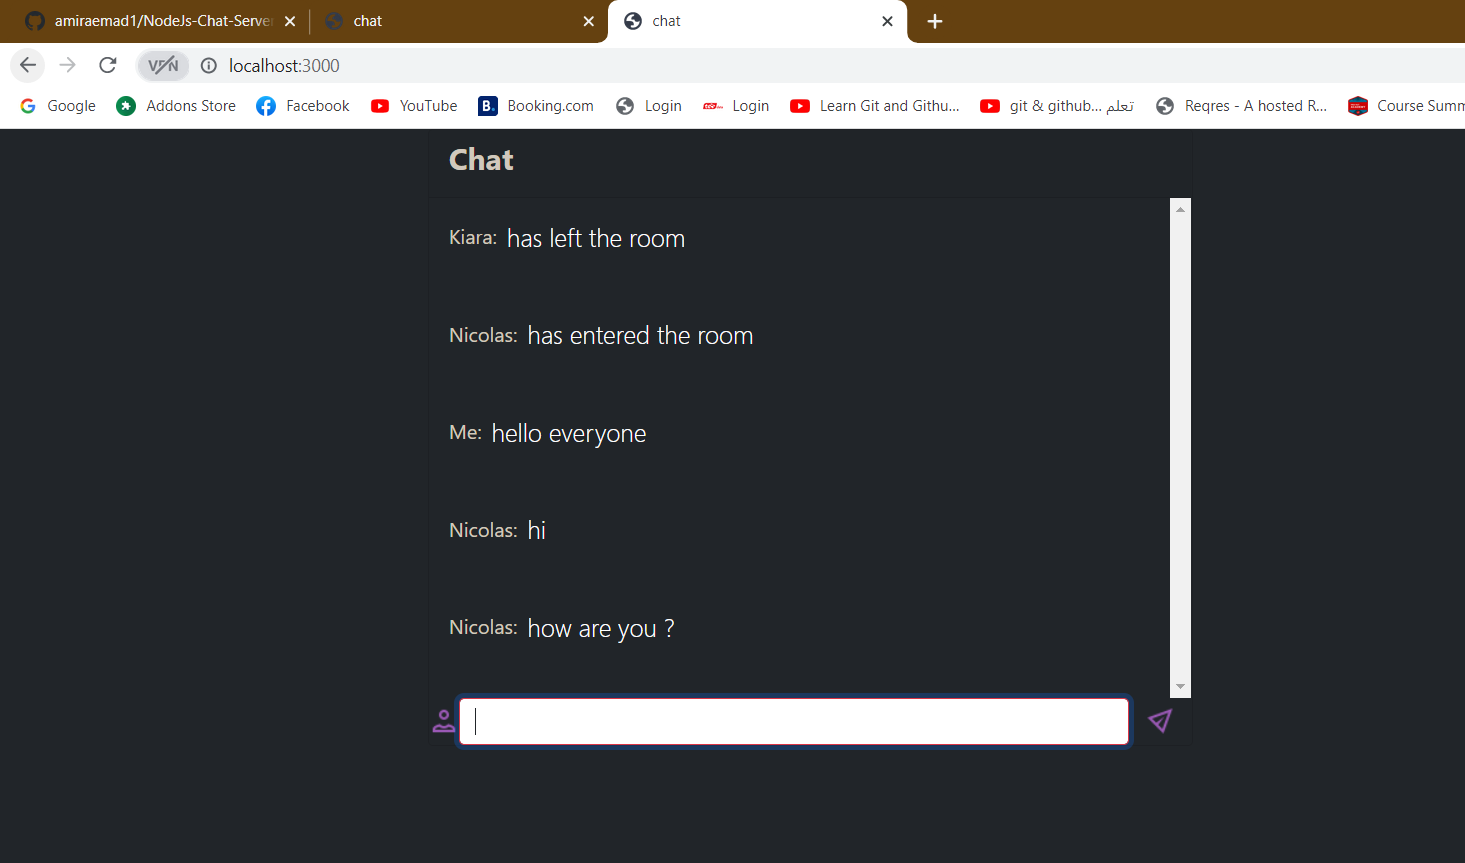 amiraemad1/NodeJs-Chat-Server
chat
chat
VPN
localhost:3000
Google
Addons Store
Facebook
YouTube
B. Booking.com
Login
Login
Learn Git and Githu...
git & github... تعلم
Reqres - A hosted R...
Course Summ
Chat
Kiara: has left the room
Nicolas: has entered the room
Me: hello everyone
Nicolas: hi
Nicolas: how are you ?